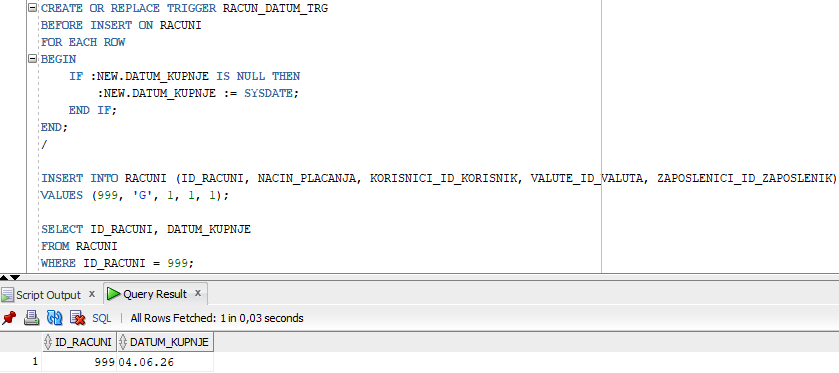 CREATE OR REPLACE TRIGGER RACUN_DATUM_TRG
BEFORE INSERT ON RACUNI
FOR EACH ROW
BEGIN
    IF :NEW.DATUM_KUPNJE IS NULL THEN
        :NEW.DATUM_KUPNJE := SYSDATE;
    END IF;
END;
/
INSERT INTO RACUNI (ID_RACUNI, NACIN_PLACANJA, KORISNICI_ID_KORISNIK, VALUTE_ID_VALUTA, ZAPOSLENICI_ID_ZAPOSLENIK)
VALUES (999, 'G', 1, 1, 1);
SELECT ID_RACUNI, DATUM_KUPNJE
FROM RACUNI
WHERE ID_RACUNI = 999;
Script Output x Query Result x
SQL | All Rows Fetched: 1 in 0,03 seconds
ID_RACUNI DATUM_KUPNJE
1 999 04.06.26